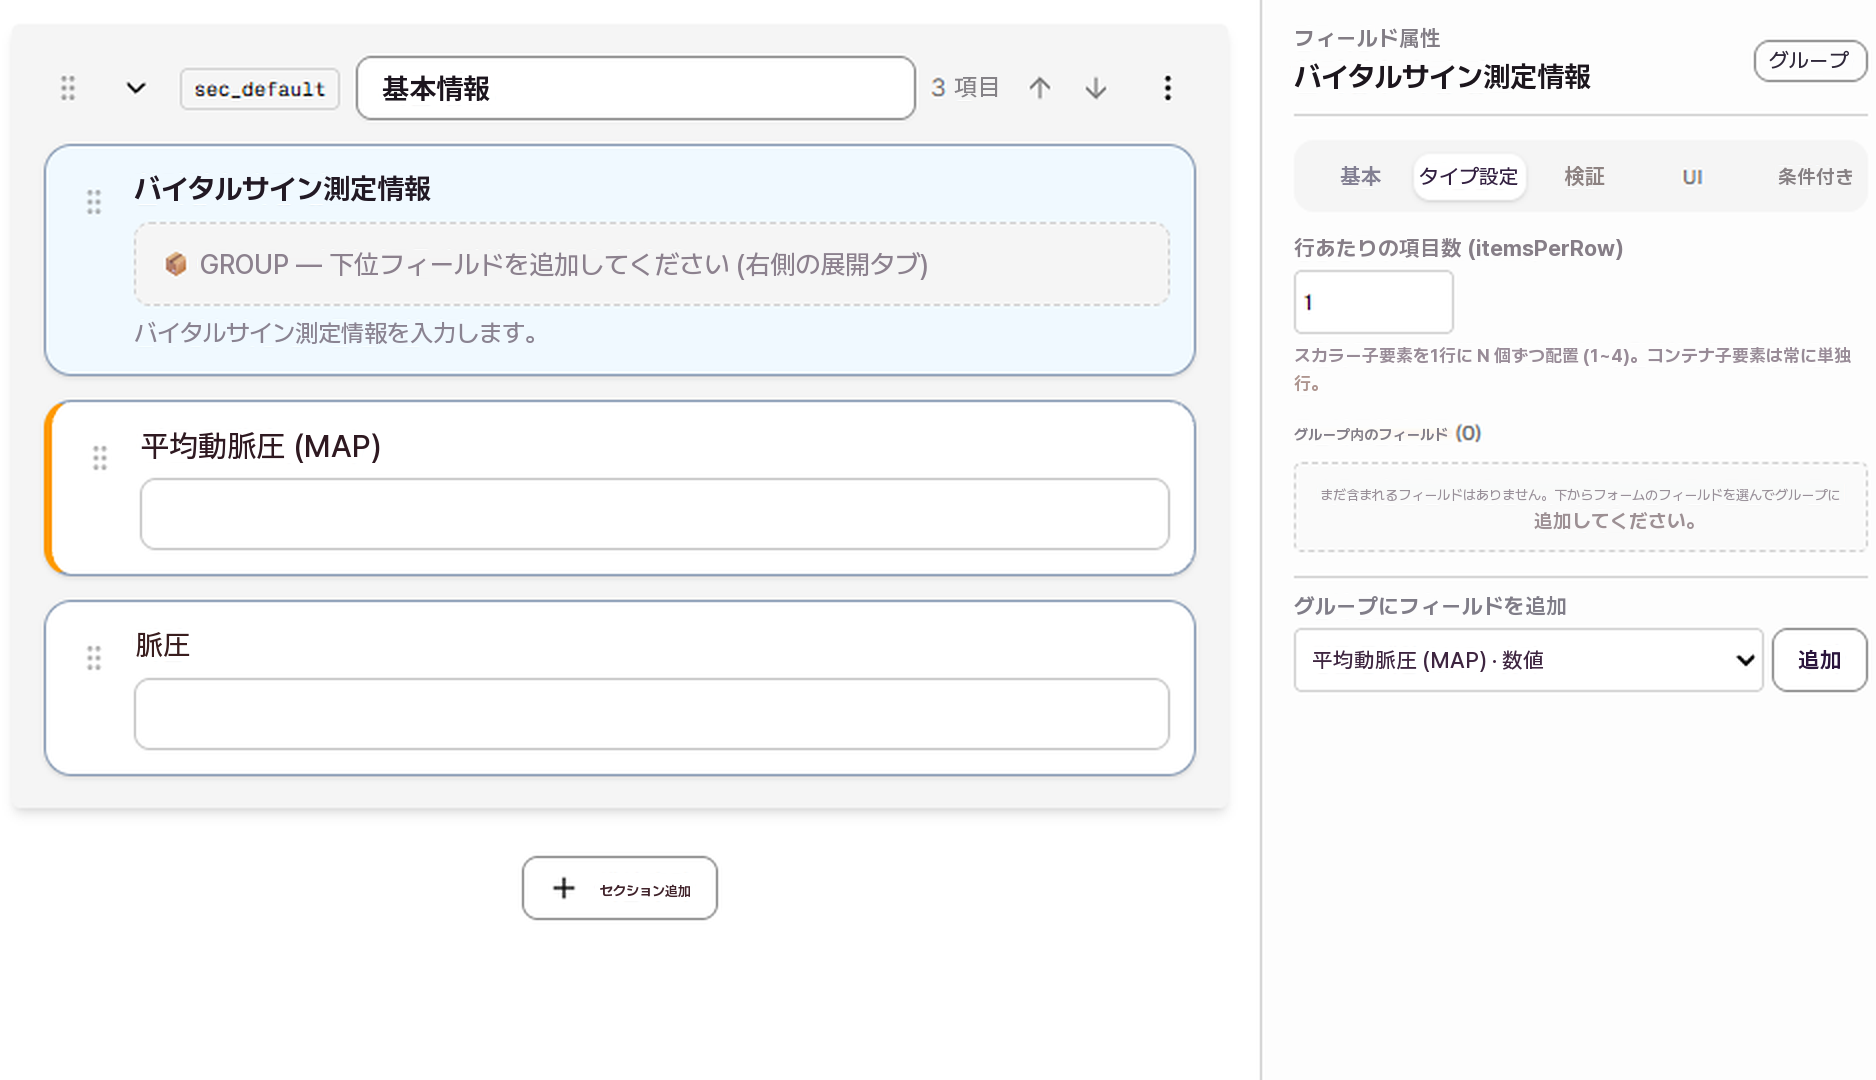 sec_default
基本情報
3 項目
バイタルサイン測定情報
GROUP — 下位フィールドを追加してください (右側の展開タブ)
バイタルサイン測定情報を入力します。
平均動脈圧 (MAP)
脈圧
セクション追加
フィールド属性
バイタルサイン測定情報
グループ
基本
タイプ設定
検証
UI
条件付き
行あたりの項目数 (itemsPerRow)
1
スカラー子要素を1行に N 個ずつ配置 (1~4)。コンテナ子要素は常に単独
行。
グループ内のフィールド (0)
まだ含まれるフィールドはありません。下からフォームのフィールドを選んでグループに
追加してください。
グループにフィールドを追加
平均動脈圧 (MAP) · 数値
追加